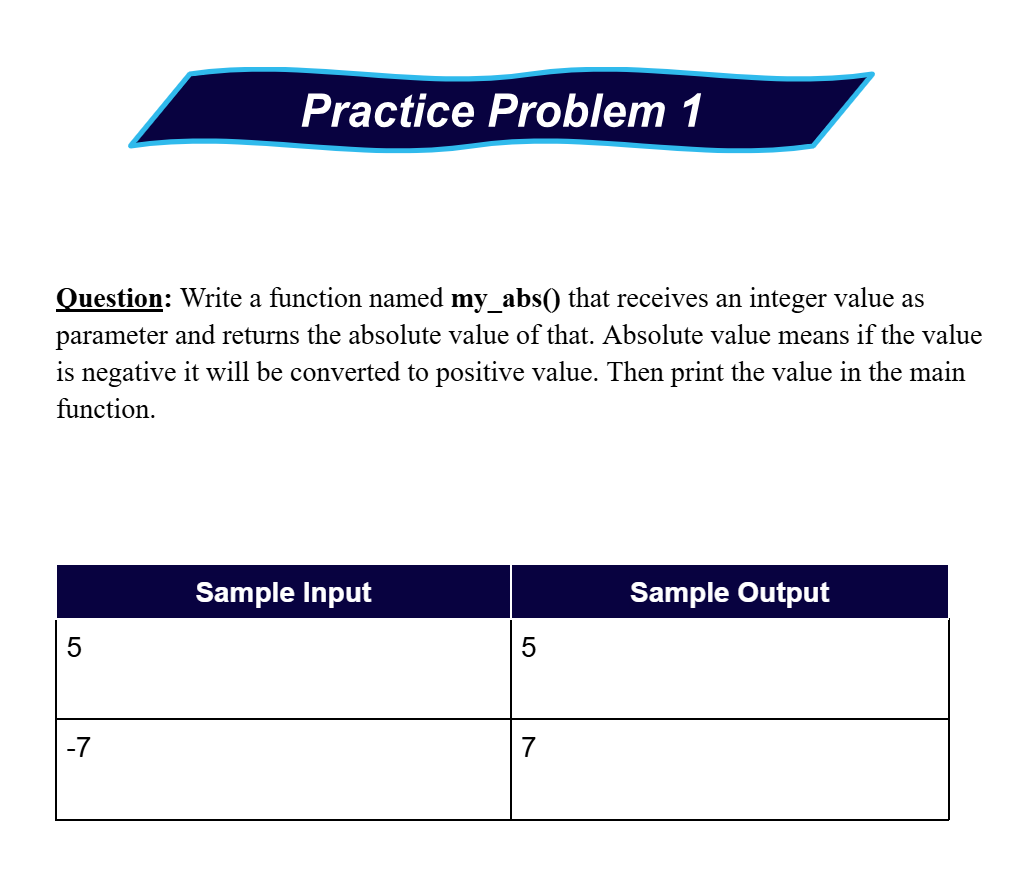 Practice Problem 1
Question: Write a function named my_abs() that receives an integer value as
parameter and returns the absolute value of that. Absolute value means if the value
is negative it will be converted to positive value. Then print the value in the main
function.
Sample Input Sample Output
5 5
-7 7